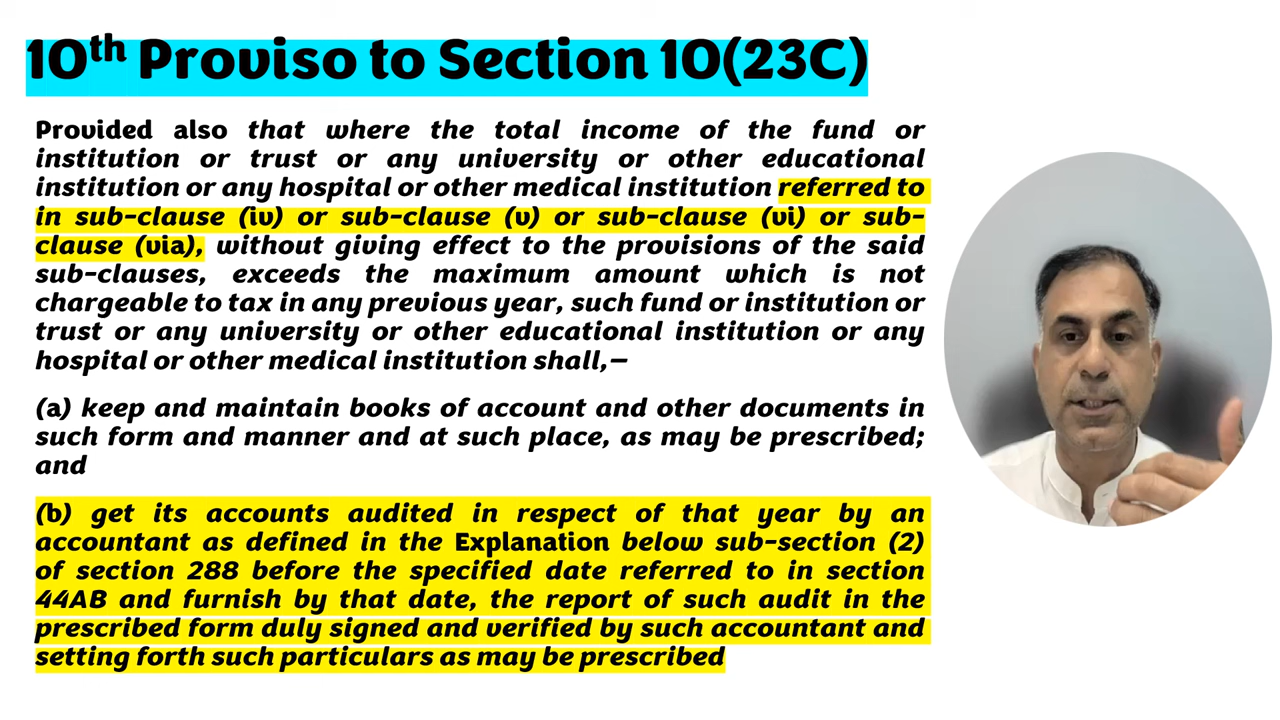 10th Proviso to Section 10(23C)
Provided also that where the total income of the fund or
institution or trust or any university or other educational
institution or any hospital or other medical institution referred to
in sub-clause (iv) or sub-clause (v) or sub-clause (vi) or sub-
clause (via), without giving effect to the provisions of the said
sub-clauses, exceeds the maximum amount which is not
chargeable to tax in any previous year, such fund or institution or
trust or any university or other educational institution or any
hospital or other medical institution shall,—
(a) keep and maintain books of account and other documents in
such form and manner and at such place, as may be prescribed;
and
(b) get its accounts audited in respect of that year by an
accountant as defined in the Explanation below sub-section (2)
of section 288 before the specified date referred to in section
44AB and furnish by that date, the report of such audit in the
prescribed form duly signed and verified by such accountant and
setting forth such particulars as may be prescribed